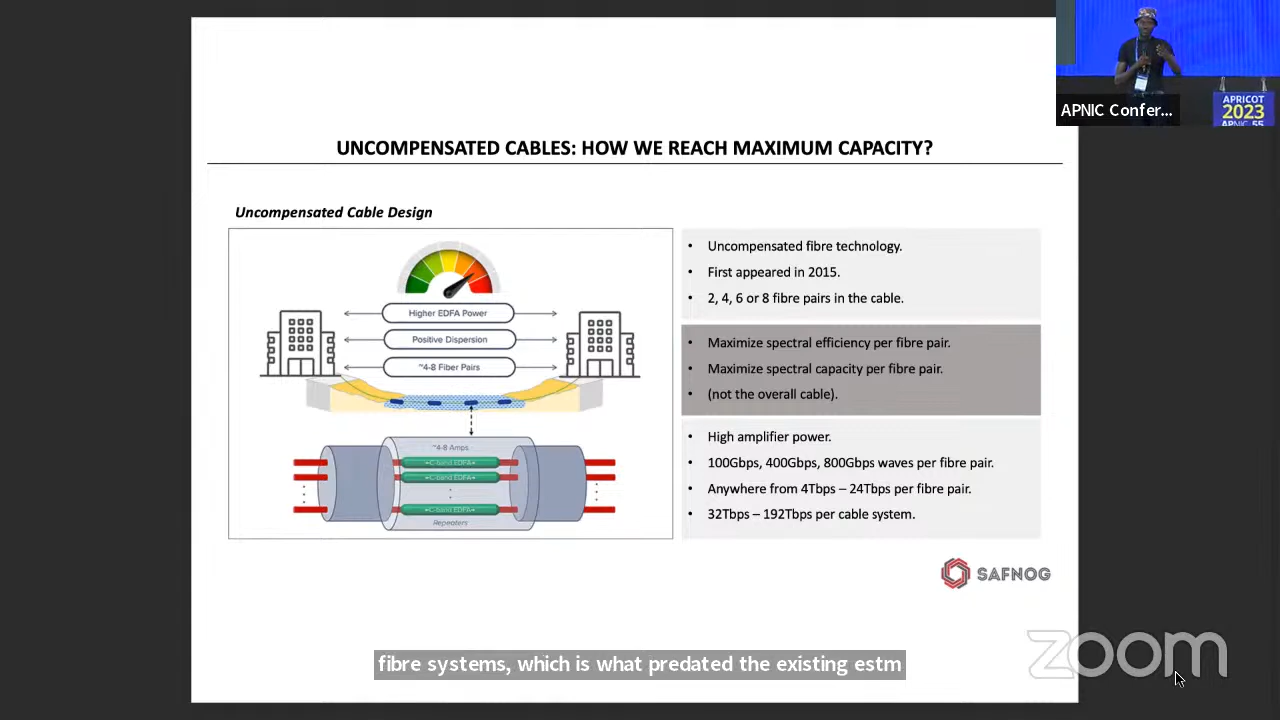 APNIC Confer...
APRICOT
2023
APNIC 55
UNCOMPENSATED CABLES: HOW WE REACH MAXIMUM CAPACITY?
Uncompensated Cable Design
Higher EDFA Power
Positive Dispersion
~4-8 Fiber Pairs
~4-8 Amps
C-band EDFA
C-band EDFA
C-band EDFA
Repeaters
• Uncompensated fibre technology.
• First appeared in 2015.
• 2, 4, 6 or 8 fibre pairs in the cable.
• Maximize spectral efficiency per fibre pair.
• Maximize spectral capacity per fibre pair.
• (not the overall cable).
• High amplifier power.
• 100Gbps, 400Gbps, 800Gbps waves per fibre pair.
• Anywhere from 4Tbps – 24Tbps per fibre pair.
• 32Tbps – 192Tbps per cable system.
SAFNOG
fibre systems, which is what predated the existing estm
zoom